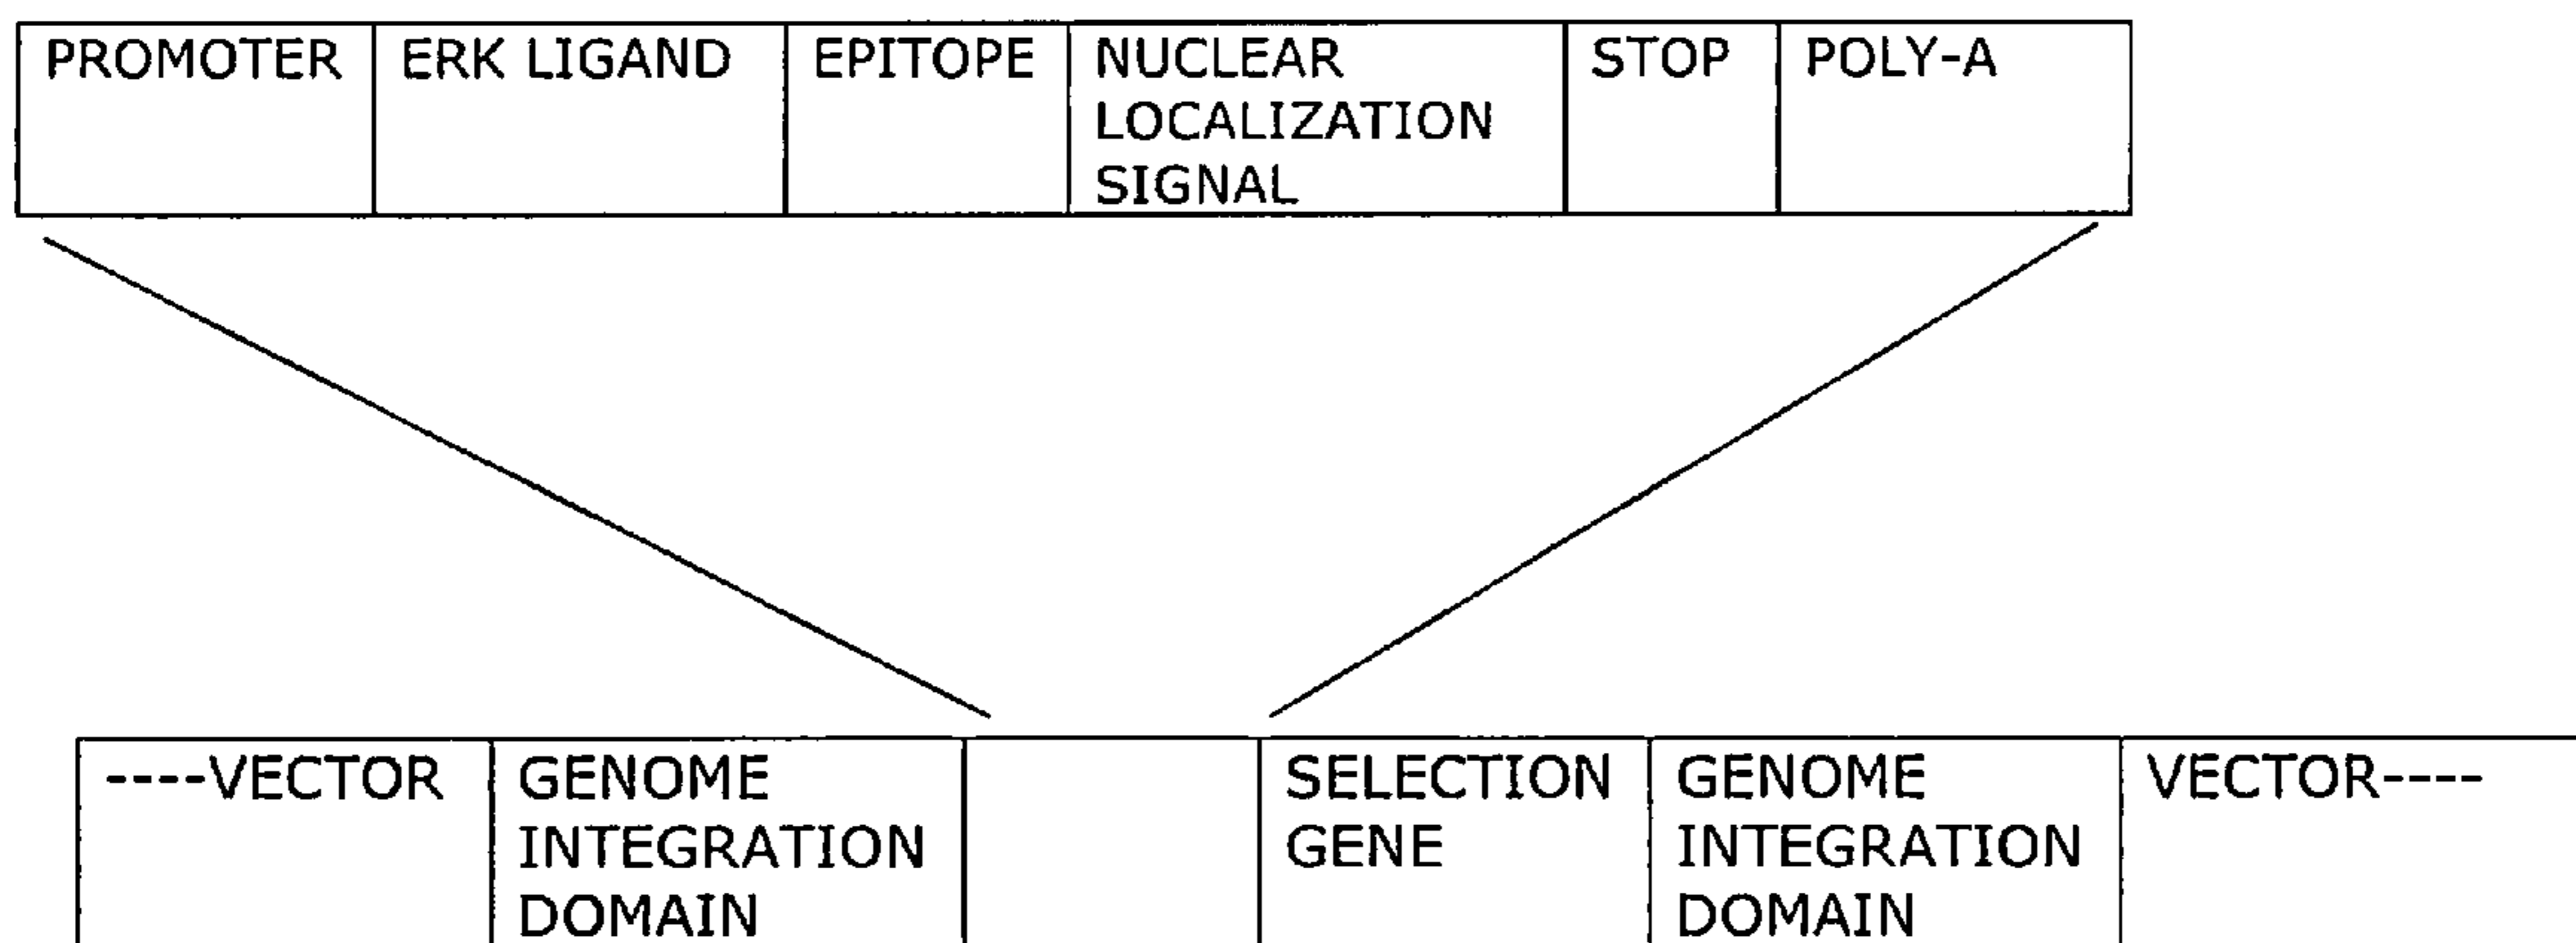 PROMOTER
ERK LIGAND
EPITOPE
NUCLEAR
LOCALIZATION
SIGNAL
STOP
POLY-A
----VECTOR
GENOME
INTEGRATION
DOMAIN
SELECTION
GENE
GENOME
INTEGRATION
DOMAIN
VECTOR----